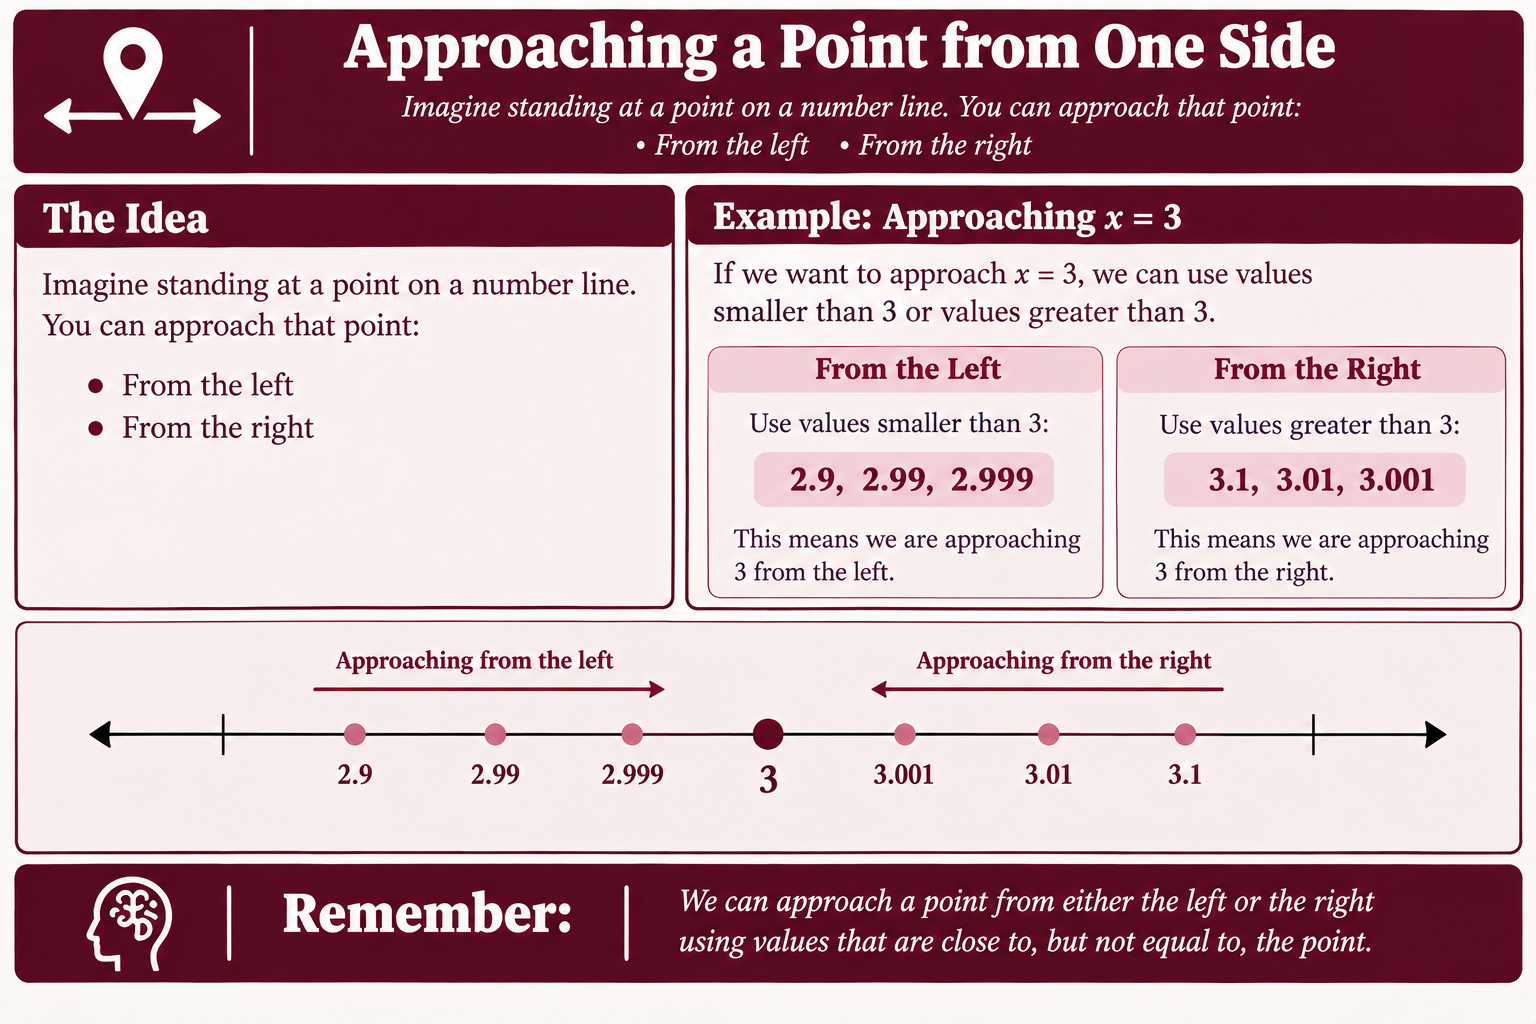 Approaching a Point from One Side
Imagine standing at a point on a number line. You can approach that point:
• From the left • From the right
The Idea
Imagine standing at a point on a number line.
You can approach that point:
• From the left
• From the right
Example: Approaching x = 3
If we want to approach x = 3, we can use values
smaller than 3 or values greater than 3.
From the Left
Use values smaller than 3:
2.9, 2.99, 2.999
This means we are approaching
3 from the left.
From the Right
Use values greater than 3:
3.1, 3.01, 3.001
This means we are approaching
3 from the right.
Approaching from the left
Approaching from the right
2.9 2.99 2.999 3 3.001 3.01 3.1
Remember:
We can approach a point from either the left or the right
using values that are close to, but not equal to, the point.